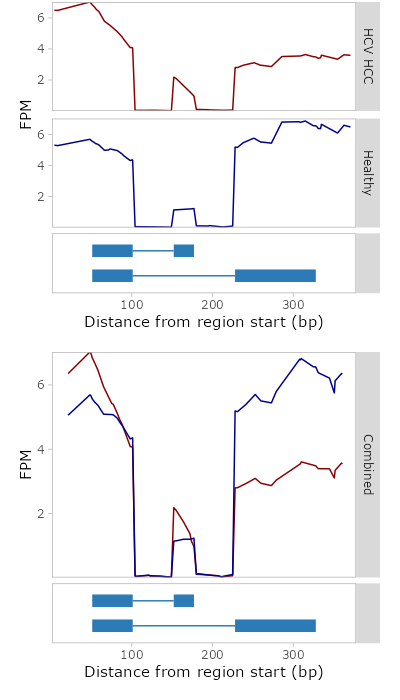 6
4
2
HCV HCC
FPM
6
4
2
Healthy
100 200 300
Distance from region start (bp)
6
4
2
FPM
Combined
100 200 300
Distance from region start (bp)